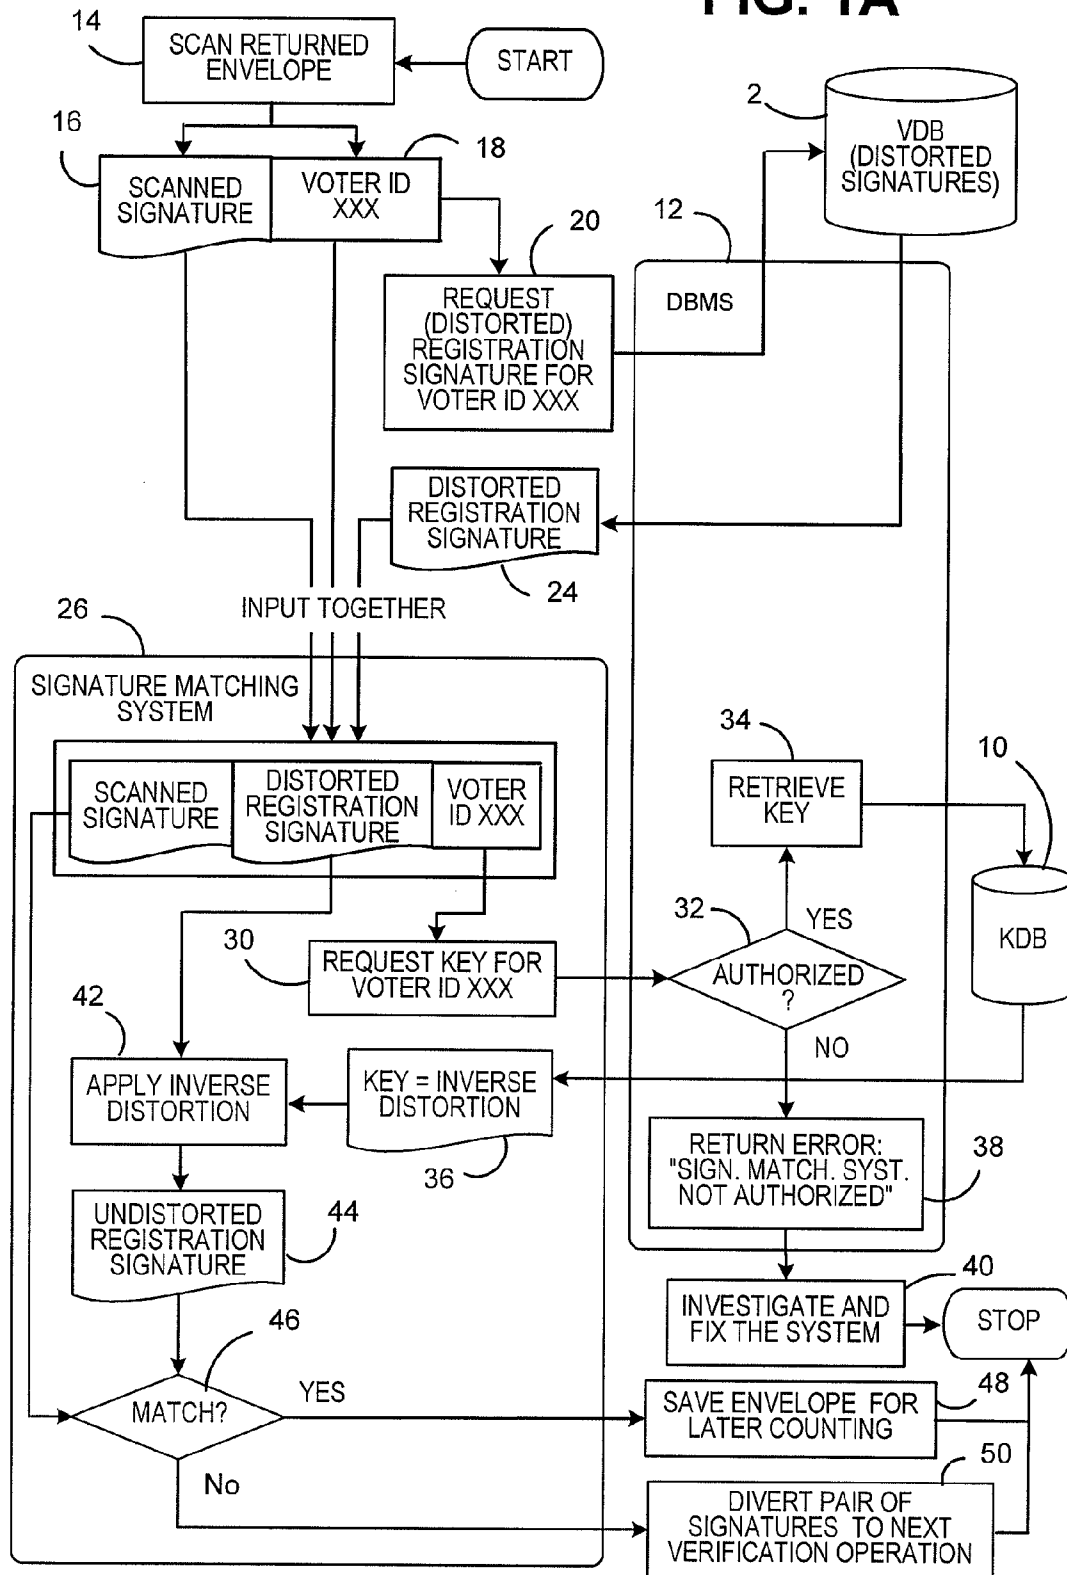 FIG. 1A
14
SCAN RETURNED
ENVELOPE
START
2
VDB
(DISTORTED
SIGNATURES)
16
18
SCANNED
SIGNATURE
VOTER ID
XXX
20
12
REQUEST
(DISTORTED)
REGISTRATION
SIGNATURE FOR
VOTER ID XXX
DBMS
DISTORTED
REGISTRATION
SIGNATURE
24
INPUT TOGETHER
26
SIGNATURE MATCHING
SYSTEM
SCANNED
SIGNATURE
DISTORTED
REGISTRATION
SIGNATURE
VOTER
ID XXX
34
RETRIEVE
KEY
10
KDB
32
YES
AUTHORIZED
?
NO
30
REQUEST KEY FOR
VOTER ID XXX
42
APPLY INVERSE
DISTORTION
KEY = INVERSE
DISTORTION
36
RETURN ERROR:
"SIGN. MATCH. SYST.
NOT AUTHORIZED"
38
UNDISTORTED
REGISTRATION
SIGNATURE
44
40
INVESTIGATE AND
FIX THE SYSTEM
STOP
46
MATCH?
YES
No
SAVE ENVELOPE FOR
LATER COUNTING
48
50
DIVERT PAIR OF
SIGNATURES TO NEXT
VERIFICATION OPERATION